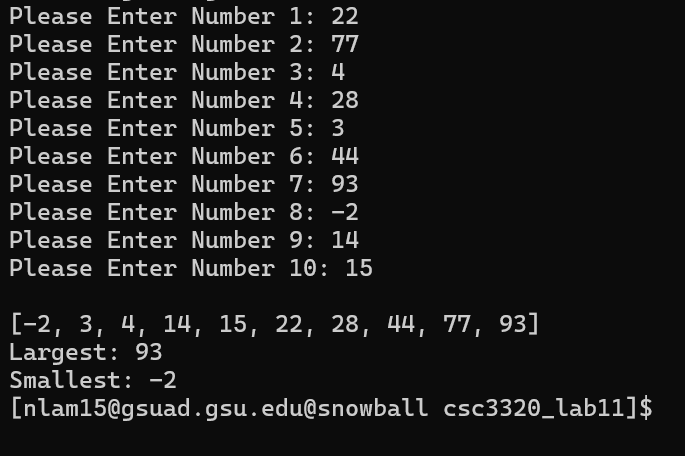 Please Enter Number 1: 22
Please Enter Number 2: 77
Please Enter Number 3: 4
Please Enter Number 4: 28
Please Enter Number 5: 3
Please Enter Number 6: 44
Please Enter Number 7: 93
Please Enter Number 8: -2
Please Enter Number 9: 14
Please Enter Number 10: 15
[-2, 3, 4, 14, 15, 22, 28, 44, 77, 93]
Largest: 93
Smallest: -2
[nlam15@gsuad.gsu.edu@snowball csc3320_lab11]$